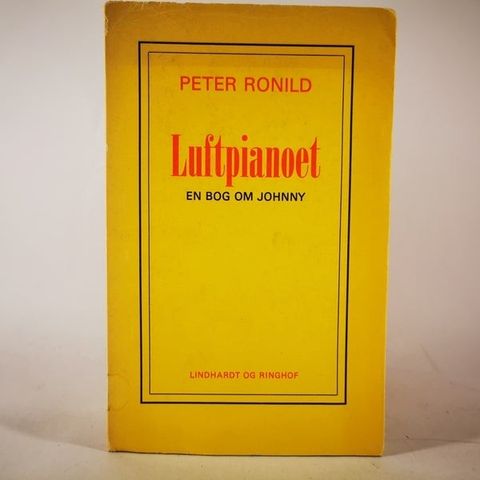 PETER RONILD
Luftpianoet
EN BOG OM JOHNNY
LINDHARDT OG RINGHOF